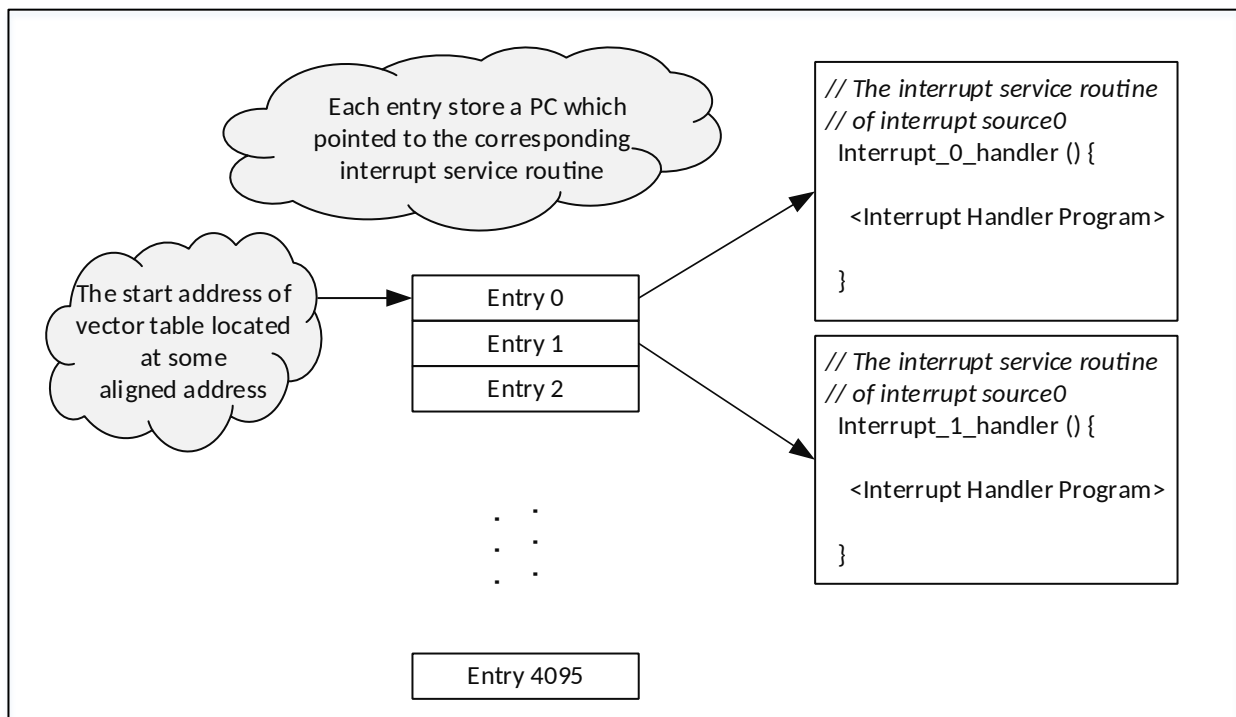 Each entry store a PC which
pointed to the corresponding
interrupt service routine
The start address of
vector table located
at some
aligned address
Entry 0
Entry 1
Entry 2
Entry 4095
// The interrupt service routine
// of interrupt source0
Interrupt_0_handler () {
<Interrupt Handler Program>
}
// The interrupt service routine
// of interrupt source0
Interrupt_1_handler () {
<Interrupt Handler Program>
}